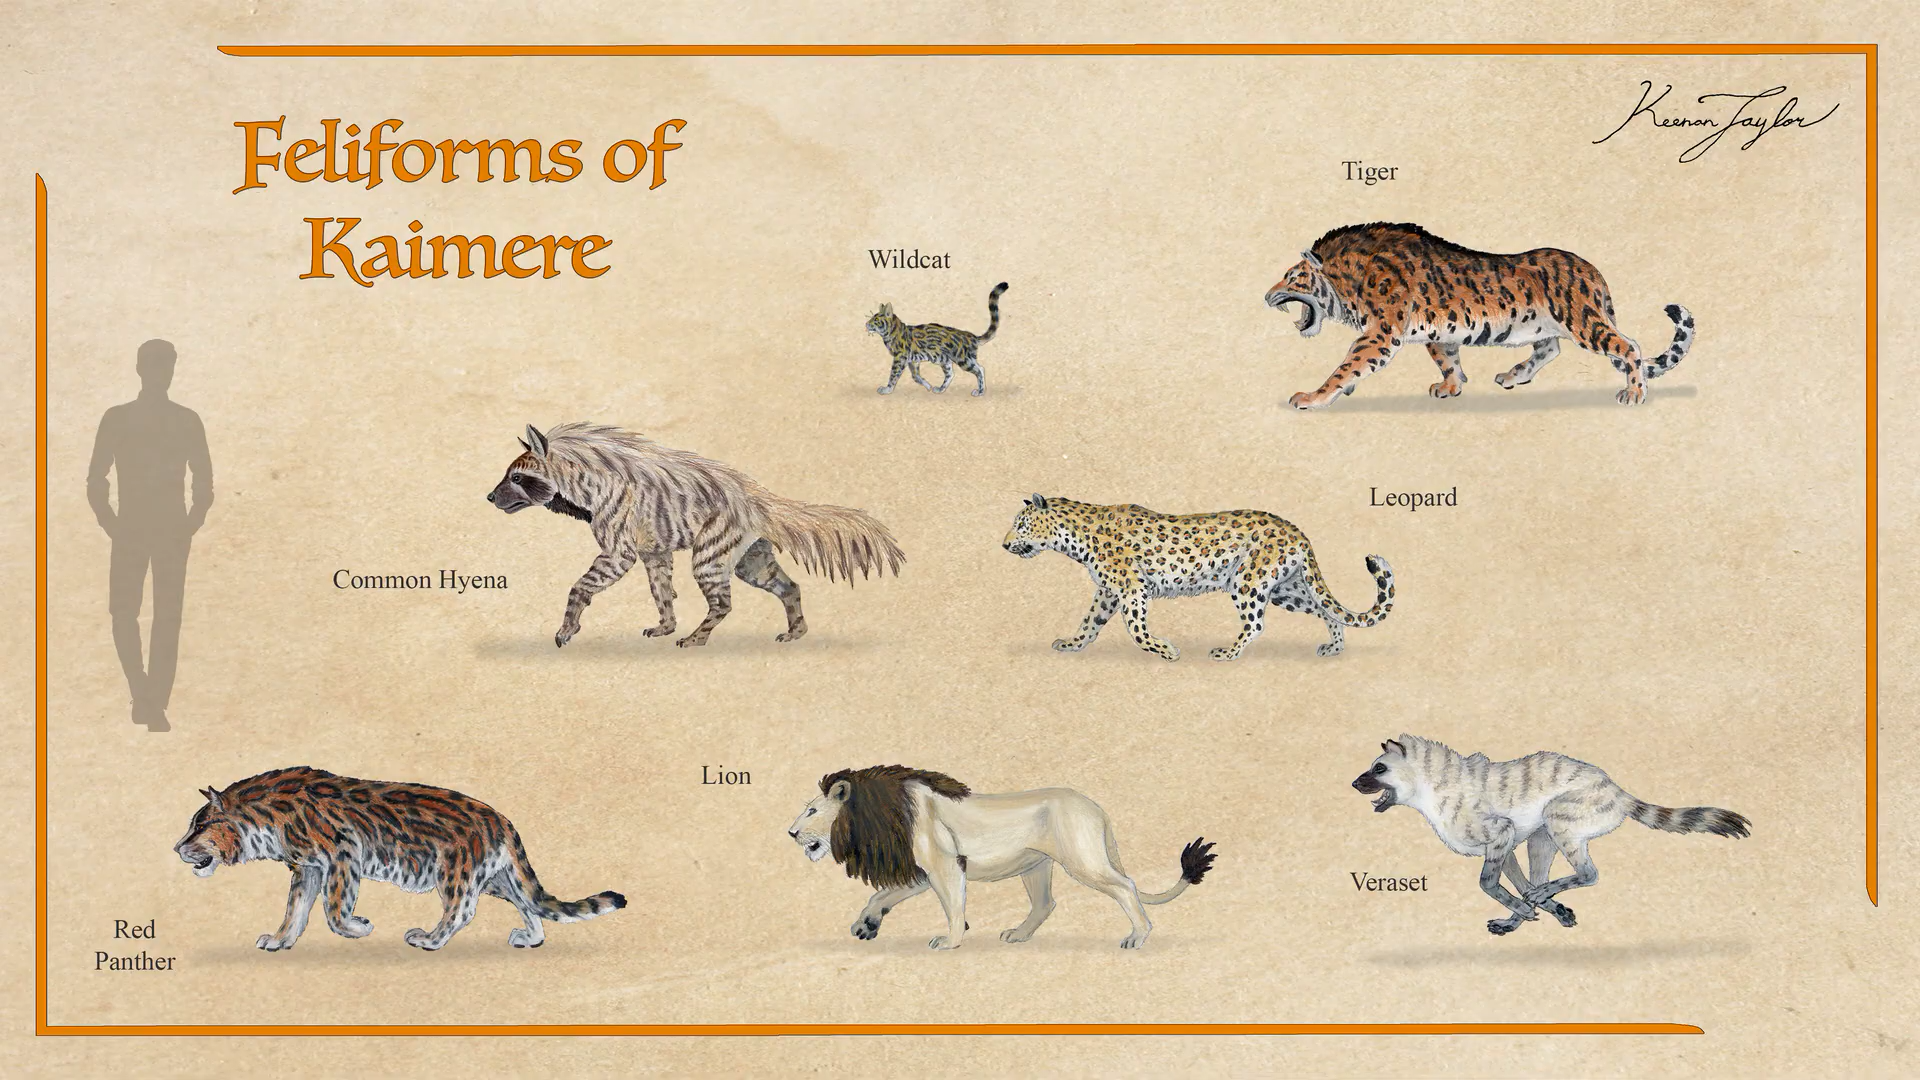 Feliforms of
Kaimere
Keenan Taylor
Tiger
Wildcat
Leopard
Common Hyena
Lion
Veraset
Red
Panther